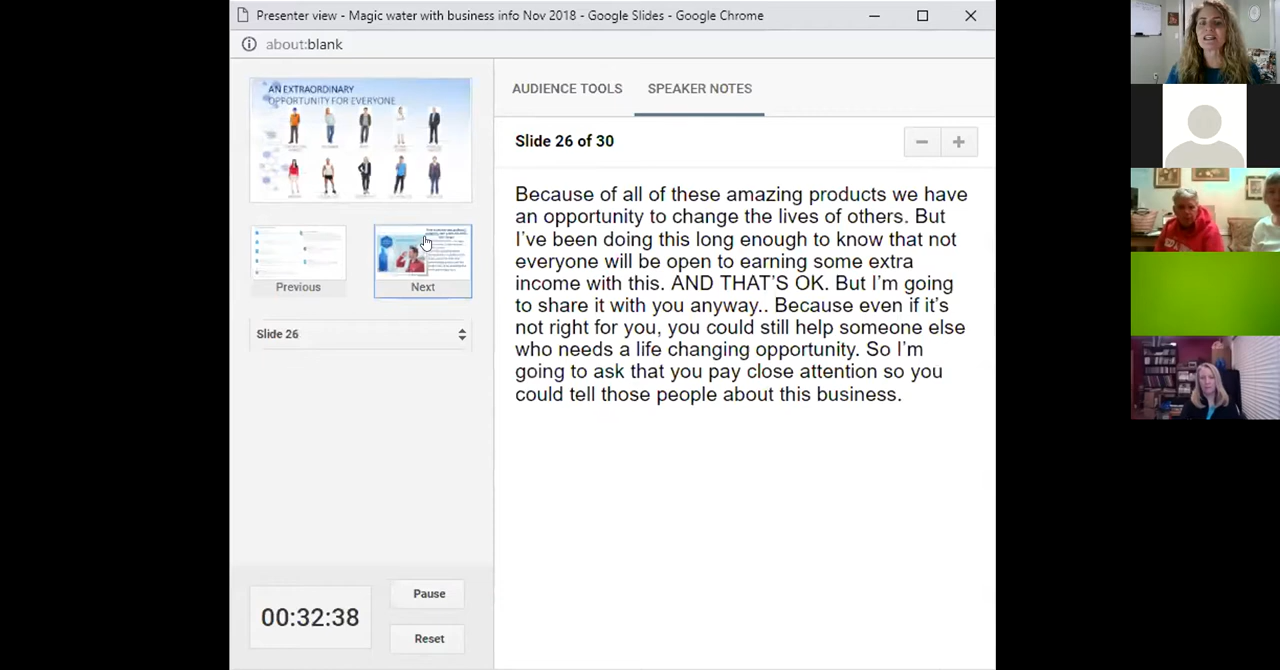 Presenter view - Magic water with business info Nov 2018 - Google Slides - Google Chrome
about:blank
AN EXTRAORDINARY
OPPORTUNITY FOR EVERYONE
Previous
Next
Slide 26
00:32:38
Pause
Reset
AUDIENCE TOOLS
SPEAKER NOTES
Slide 26 of 30
− +
Because of all of these amazing products we have
an opportunity to change the lives of others. But
I've been doing this long enough to know that not
everyone will be open to earning some extra
income with this. AND THAT'S OK. But I'm going
to share it with you anyway.. Because even if it's
not right for you, you could still help someone else
who needs a life changing opportunity. So I'm
going to ask that you pay close attention so you
could tell those people about this business.